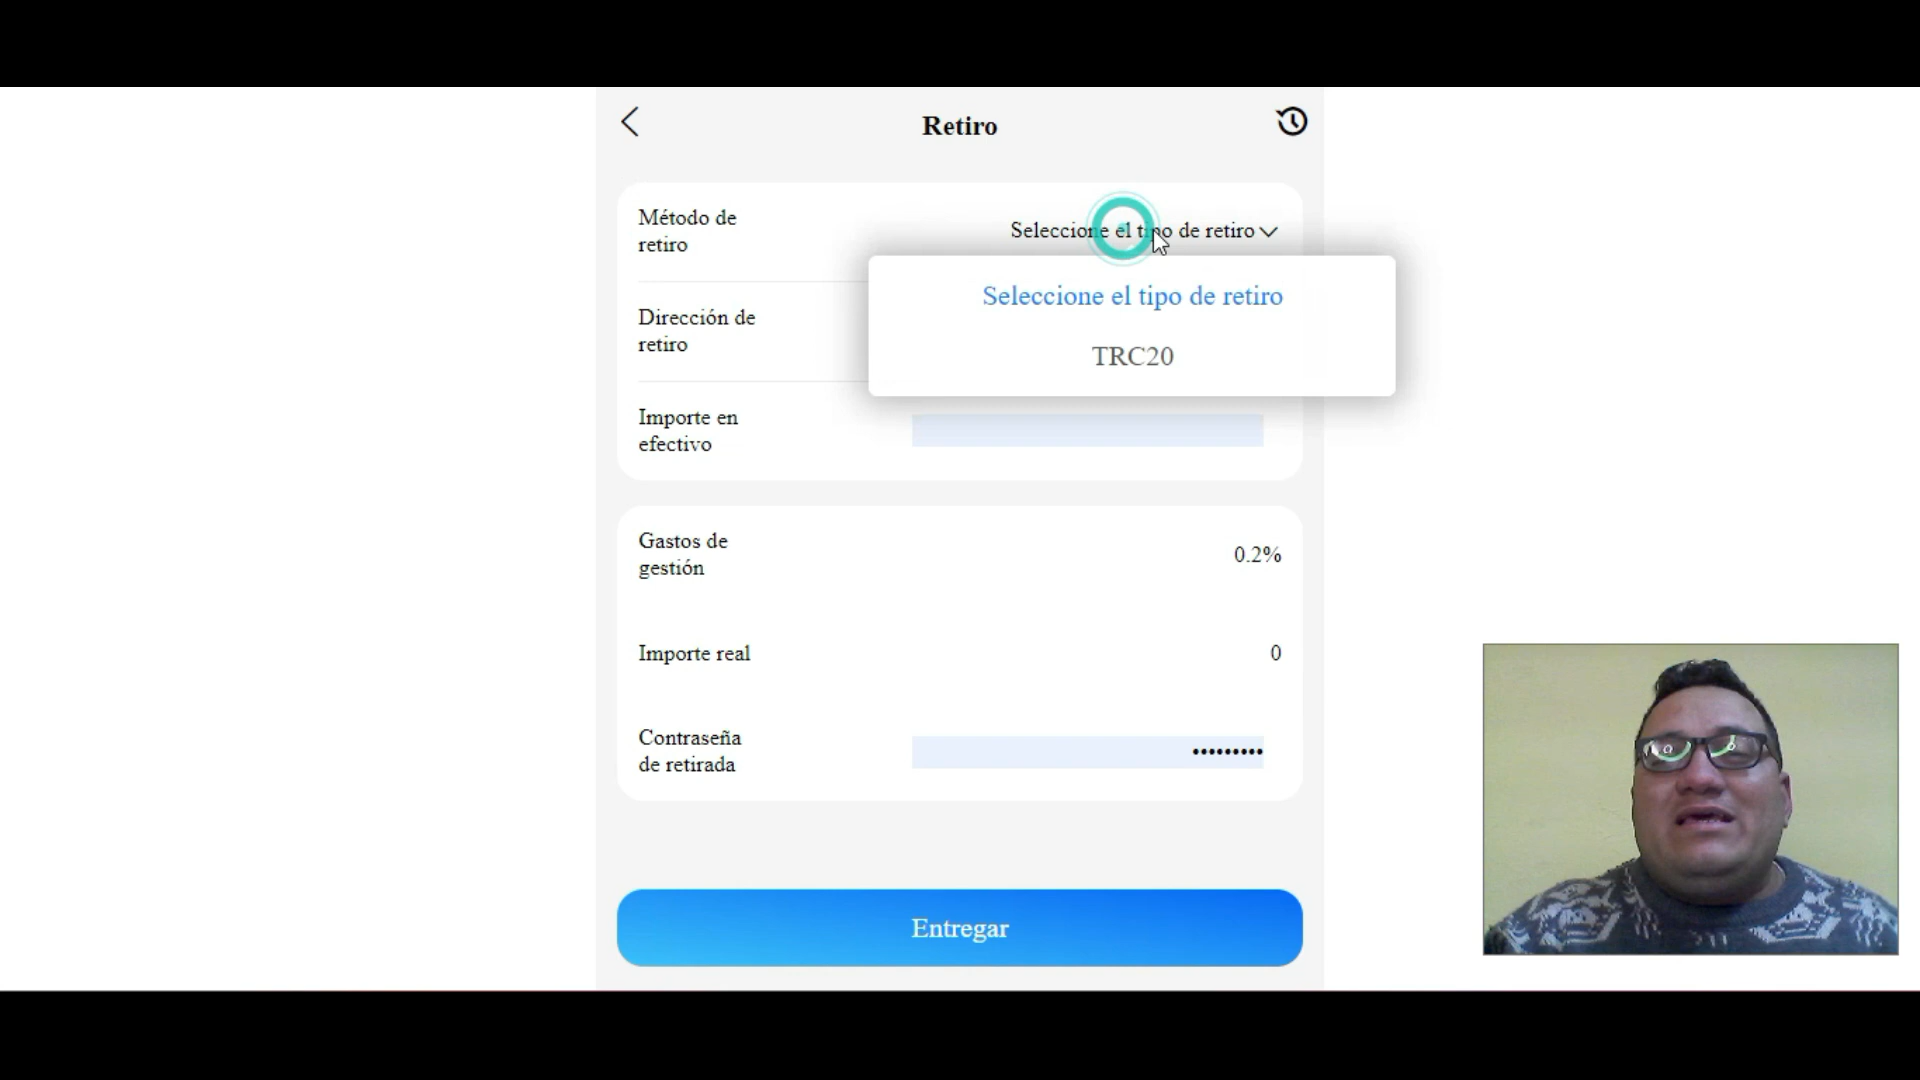 Retiro
Método de
retiro
Seleccione el tipo de retiro
Seleccione el tipo de retiro
TRC20
Dirección de
retiro
Importe en
efectivo
Gastos de
gestión
0.2%
Importe real
0
Contraseña
de retirada
•••••••••
Entregar